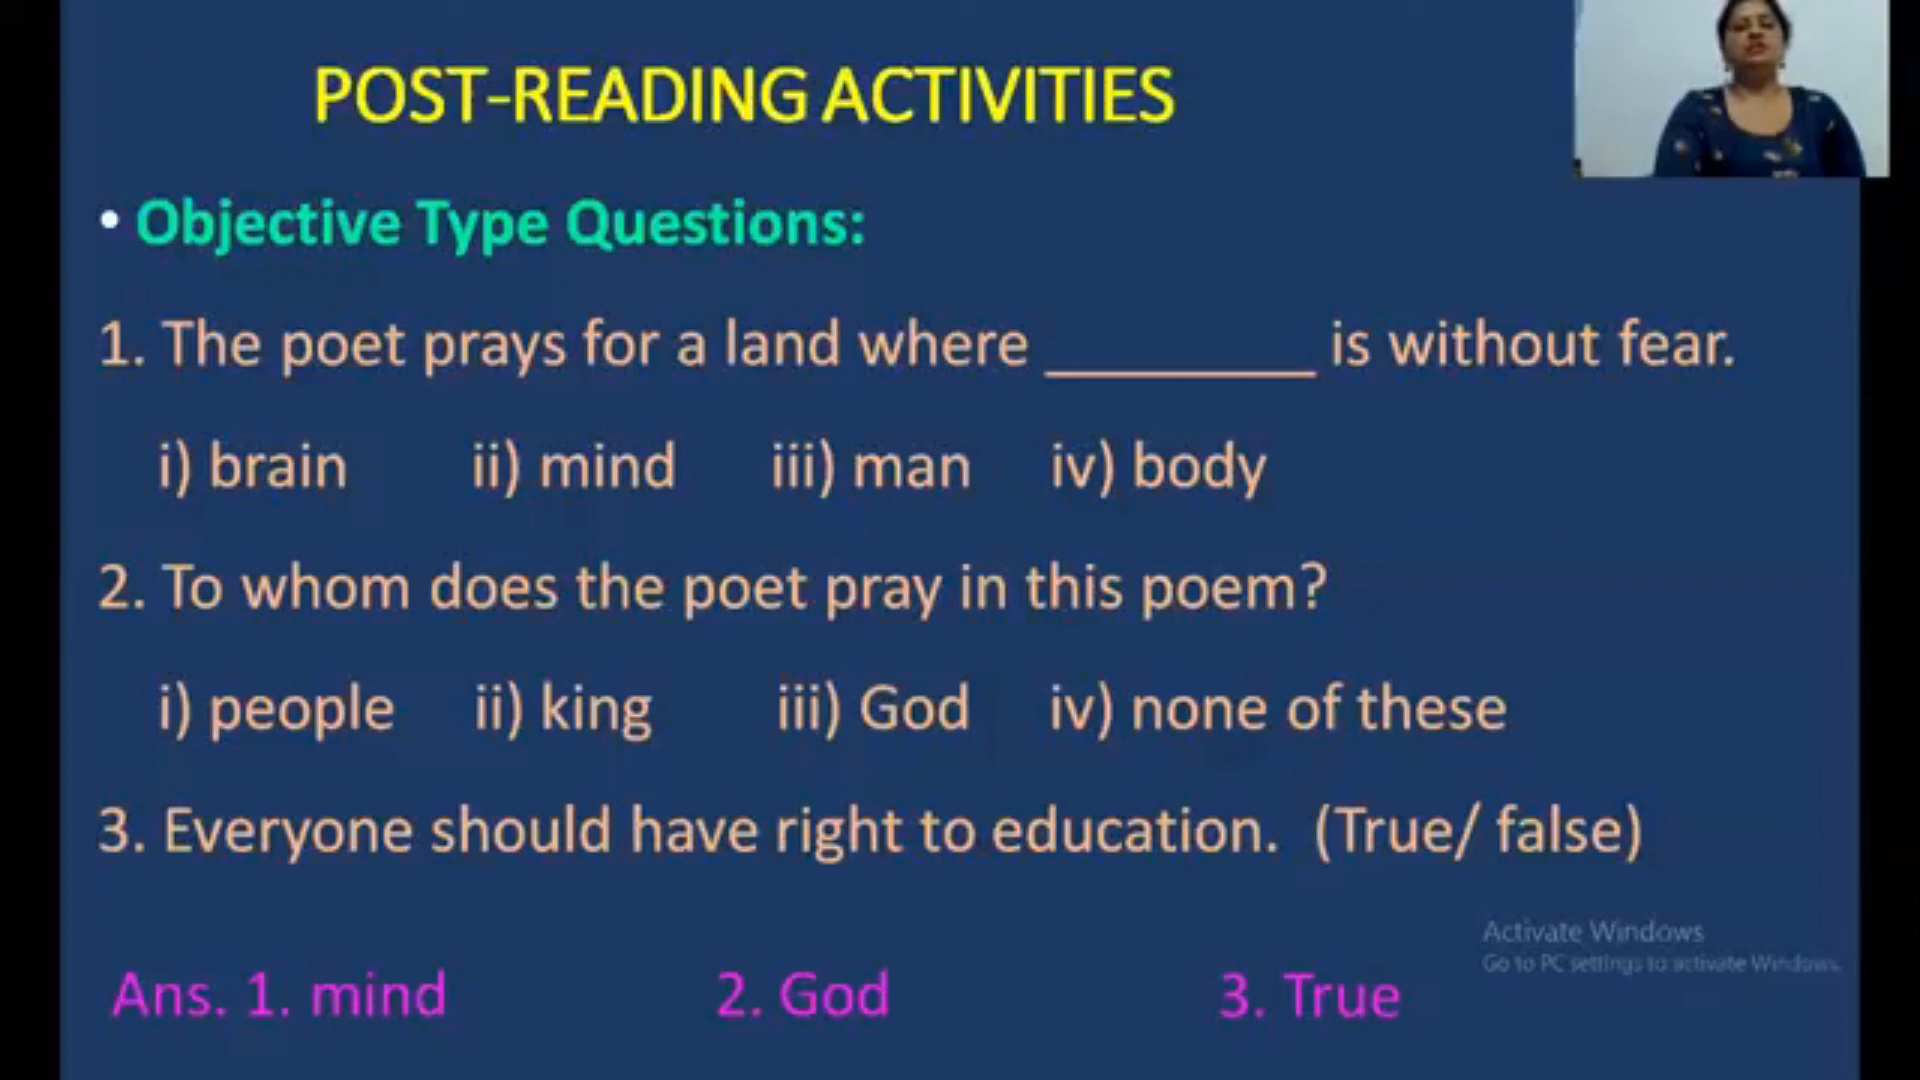 POST-READING ACTIVITIES
• Objective Type Questions:
1. The poet prays for a land where ________ is without fear.
i) brain ii) mind iii) man iv) body
2. To whom does the poet pray in this poem?
i) people ii) king iii) God iv) none of these
3. Everyone should have right to education. (True/ false)
Activate Windows
Go to PC settings to activate Windows.
Ans. 1. mind 2. God 3. True